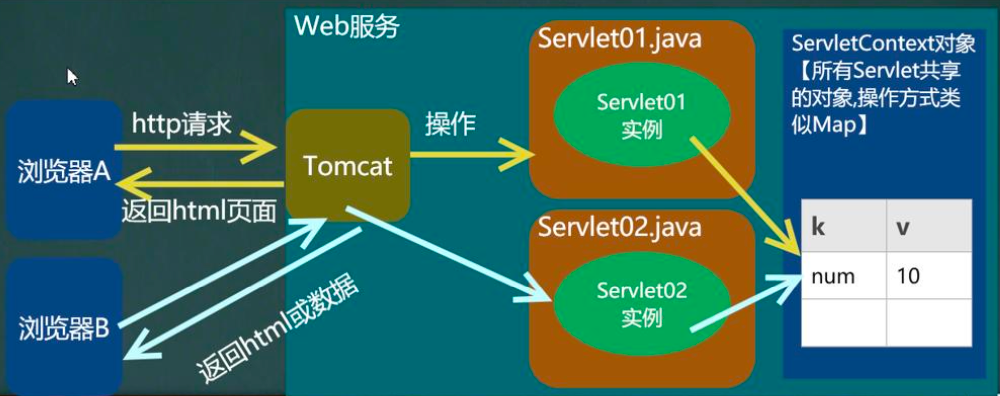 Web服务
Servlet01.java
Servlet01
实例
ServletContext对象
【所有Servlet共享
的对象,操作方式类
似Map】
http请求
操作
浏览器A
Tomcat
返回html页面
Servlet02.java
Servlet02
实例
k v
num 10
浏览器B
返回html或数据